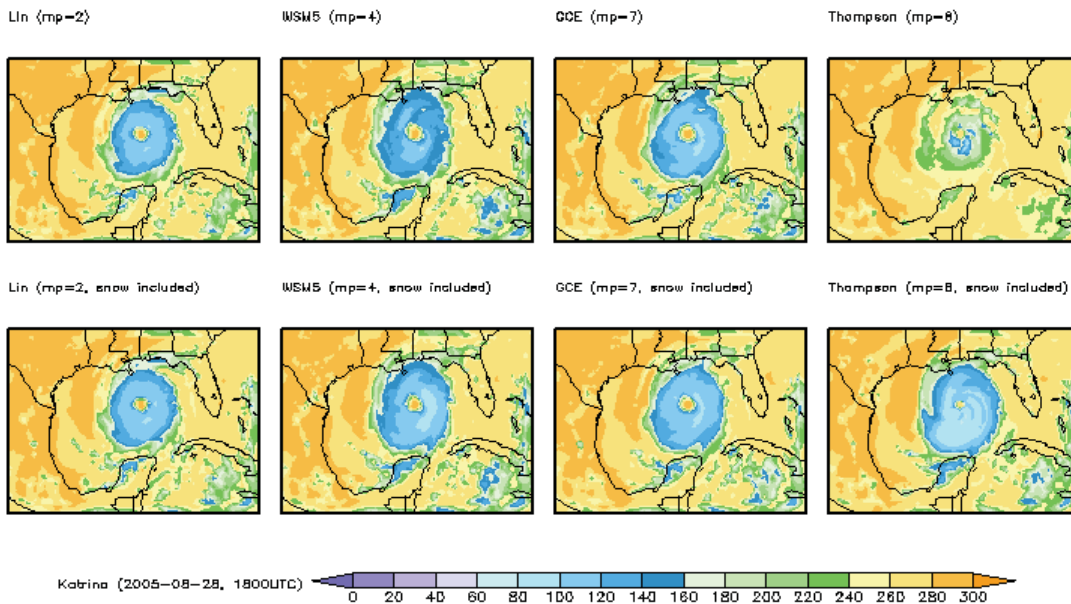 Lin (mp-2) WSM5 (mp-4) GCE (mp-7) Thompson (mp-8)
Lin (mp=2, snow included) WSM5 (mp=4, snow included) GCE (mp=7, snow included) Thompson (mp=8, snow included)
Katrina (2005-08-28, 1800UTC)
0 20 40 60 80 100 120 140 160 180 200 220 240 260 280 300